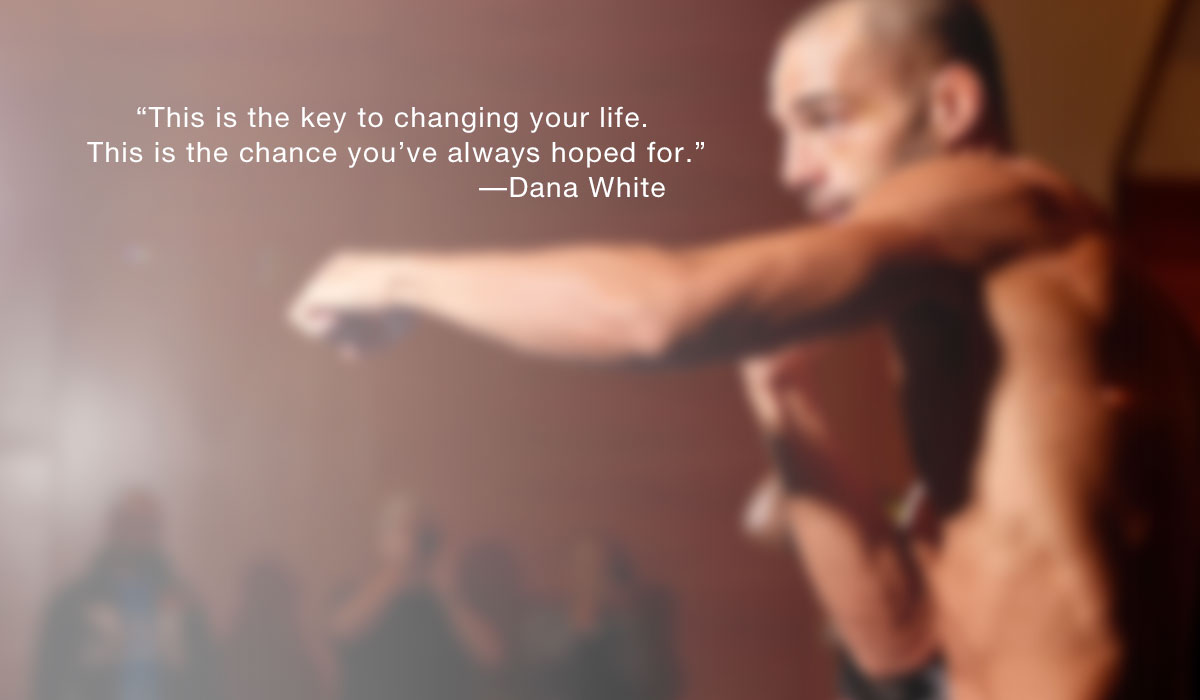 “This is the key to changing your life.
This is the chance you’ve always hoped for.”
—Dana White